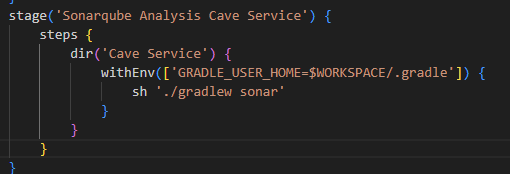 stage('Sonarqube Analysis Cave Service') {
    steps {
        dir('Cave Service') {
            withEnv(['GRADLE_USER_HOME=$WORKSPACE/.gradle']) {
                sh './gradlew sonar'
            }
        }
    }
}